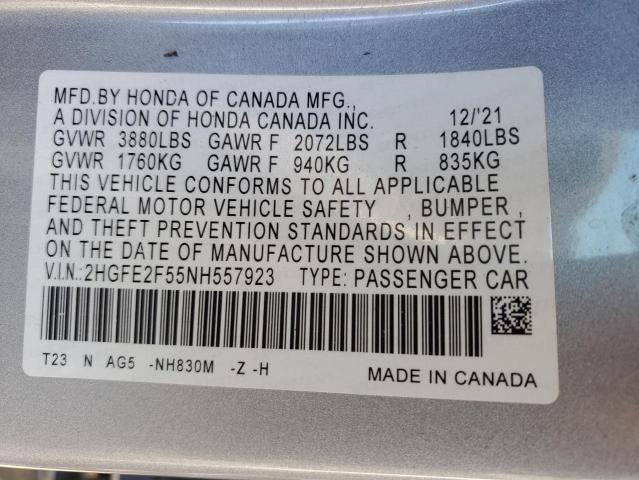 MFD.BY HONDA OF CANADA MFG.,
A DIVISION OF HONDA CANADA INC. 12/'21
GVWR 3880LBS GAWR F 2072LBS R 1840LBS
GVWR 1760KG GAWR F 940KG R 835KG
THIS VEHICLE CONFORMS TO ALL APPLICABLE
FEDERAL MOTOR VEHICLE SAFETY , BUMPER ,
AND THEFT PREVENTION STANDARDS IN EFFECT
ON THE DATE OF MANUFACTURE SHOWN ABOVE.
V.I.N.:2HGFE2F55NH557923 TYPE: PASSENGER CAR
T23 N AG5 -NH830M -Z -H
MADE IN CANADA